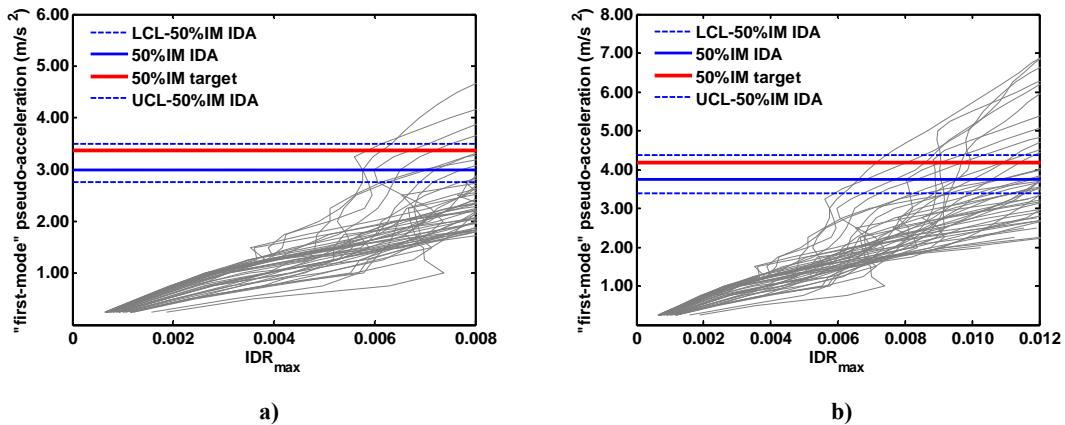 6.00
5.00
4.00
3.00
2.00
1.00
"first-mode" pseudo-acceleration (m/s 2)
LCL-50%IM IDA
50%IM IDA
50%IM target
UCL-50%IM IDA
0 0.002 0.004 0.006 0.008
IDRmax
a)
8.00
7.00
6.00
5.00
4.00
3.00
2.00
1.00
"first-mode" pseudo-acceleration (m/s 2)
LCL-50%IM IDA
50%IM IDA
50%IM target
UCL-50%IM IDA
0 0.002 0.004 0.006 0.008 0.010 0.012
IDRmax
b)